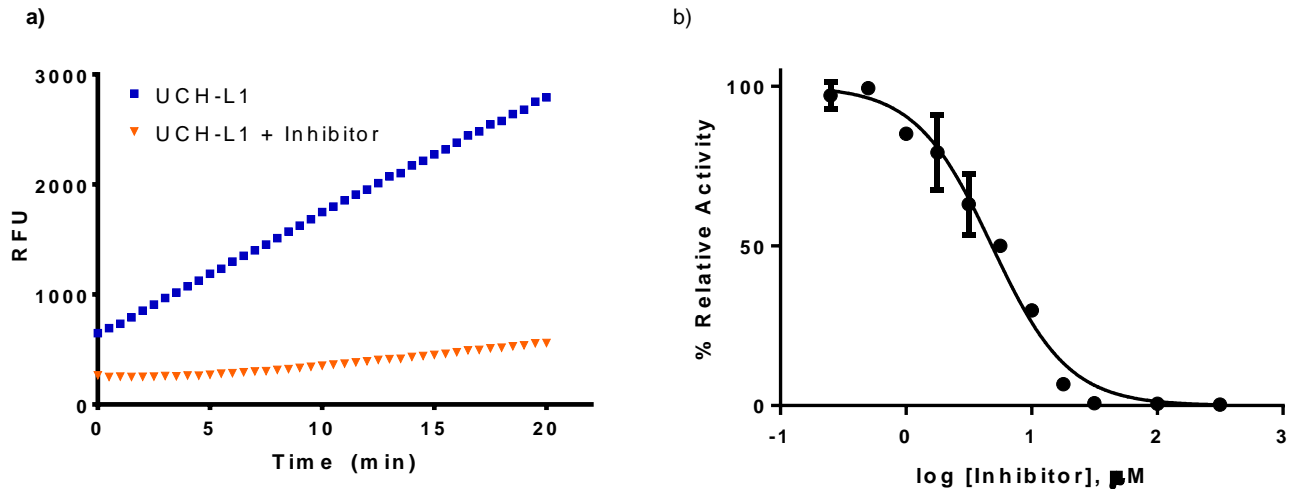 a)
3000
2000
1000
0
RFU
UCH-L1
UCH-L1 + Inhibitor
0 5 10 15 20
Time (min)
b)
100
50
0
% Relative Activity
-1 0 1 2 3
log [Inhibitor], μM